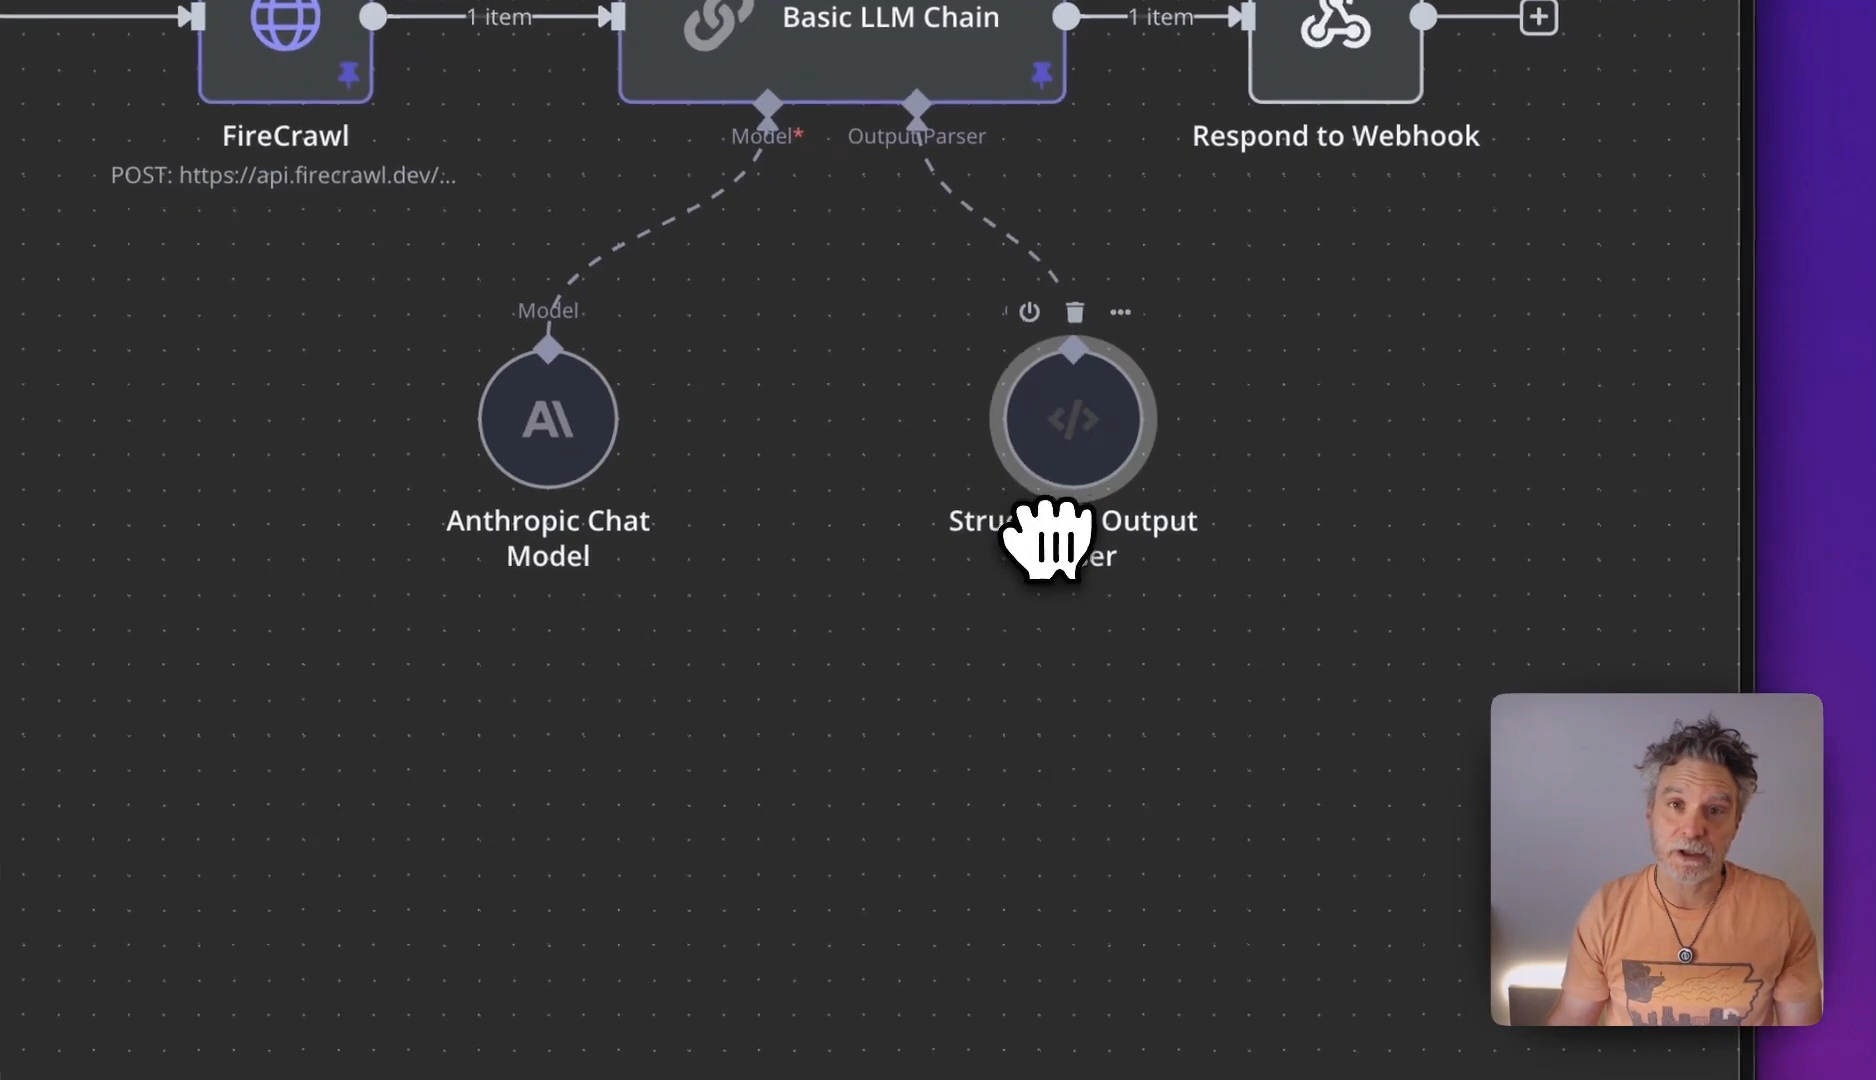 1 item
Basic LLM Chain
1 item
Model*
Output Parser
FireCrawl
Respond to Webhook
POST: https://api.firecrawl.dev/...
Model
Anthropic Chat
Model
Output